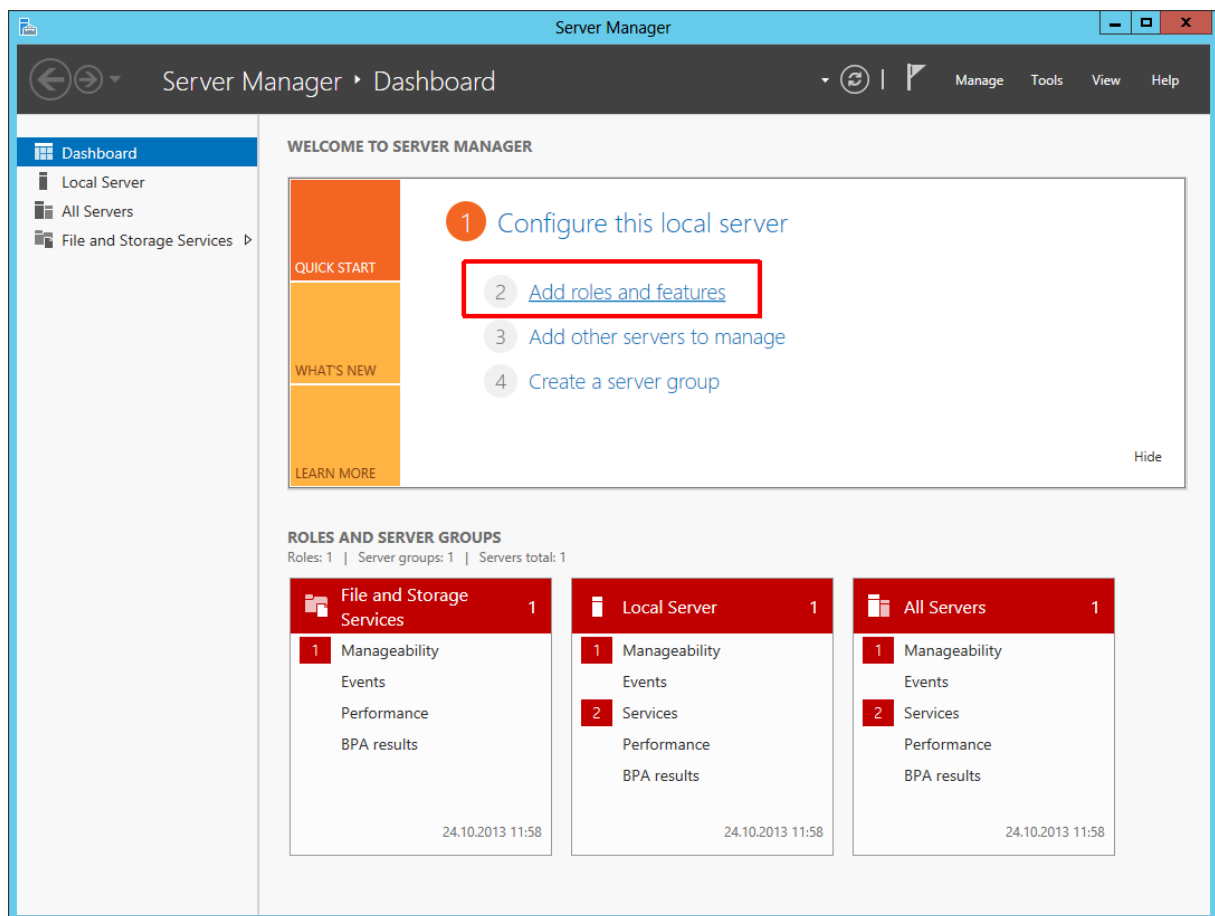 Server Manager
Server Manager • Dashboard
Manage Tools View Help
Dashboard
Local Server
All Servers
File and Storage Services
WELCOME TO SERVER MANAGER
QUICK START
WHAT'S NEW
LEARN MORE
1 Configure this local server
2 Add roles and features
3 Add other servers to manage
4 Create a server group
Hide
ROLES AND SERVER GROUPS
Roles: 1 | Server groups: 1 | Servers total: 1
File and Storage
Services 1
1 Manageability
Events
Performance
BPA results
24.10.2013 11:58
Local Server 1
1 Manageability
Events
2 Services
Performance
BPA results
24.10.2013 11:58
All Servers 1
1 Manageability
Events
2 Services
Performance
BPA results
24.10.2013 11:58